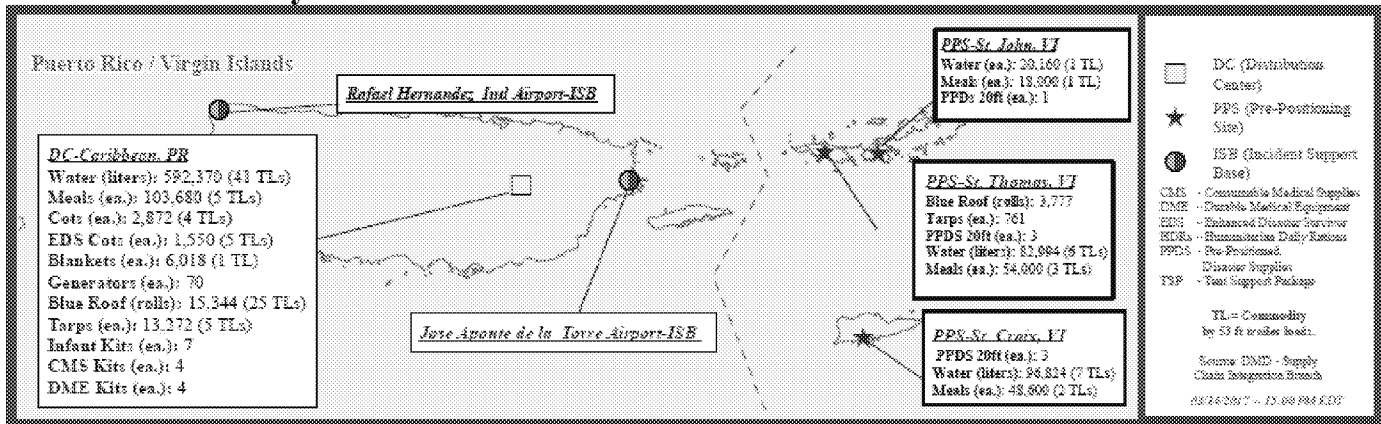 Puerto Rico / Virgin Islands
Rafael Hernandez Ind Airport-ISB
DC-Caribbean, PR
Water (liters): 592,370 (41 TLs)
Meals (ea.): 103,680 (5 TLs)
Cots (ea.): 2,872 (4 TLs)
EDS Cots (ea.): 1,550 (5 TLs)
Blankets (ea.): 6,018 (1 TL)
Generators (ea.): 70
Blue Roof (rolls): 15,344 (25 TLs)
Tarps (ea.): 13,272 (5 TLs)
Infant Kits (ea.): 7
CMS Kits (ea.): 4
DME Kits (ea.): 4
Jose Aponte de la Torre Airport-ISB
PPS-St. John, VI
Water (ea.): 20,160 (1 TL)
Meals (ea.): 18,000 (1 TL)
PPDs 20ft (ea.): 1
PPS-St. Thomas, VI
Blue Roof (rolls): 3,777
Tarps (ea.): 761
PPDS 20ft (ea.): 3
Water (liters): 82,994 (6 TLs)
Meals (ea.): 54,000 (3 TLs)
PPS-St. Croix, VI
PPDS 20ft (ea.): 3
Water (liters): 96,824 (7 TLs)
Meals (ea.): 48,600 (2 TLs)
DC (Distribution
Center)
PPS (Pre-Positioning
Site)
ISB (Incident Support
Base)
CMS - Consumable Medical Supplies
DME - Durable Medical Equipment
EDS - Enhanced Disaster Survivor
HDRs - Humanitarian Daily Rations
PPDS - Pre-Positioned
Disaster Supplies
TSP - Tent Support Package
TL = Commodity
by 53 ft trailer loads.
Source: DMD - Supply
Chain Integration Branch